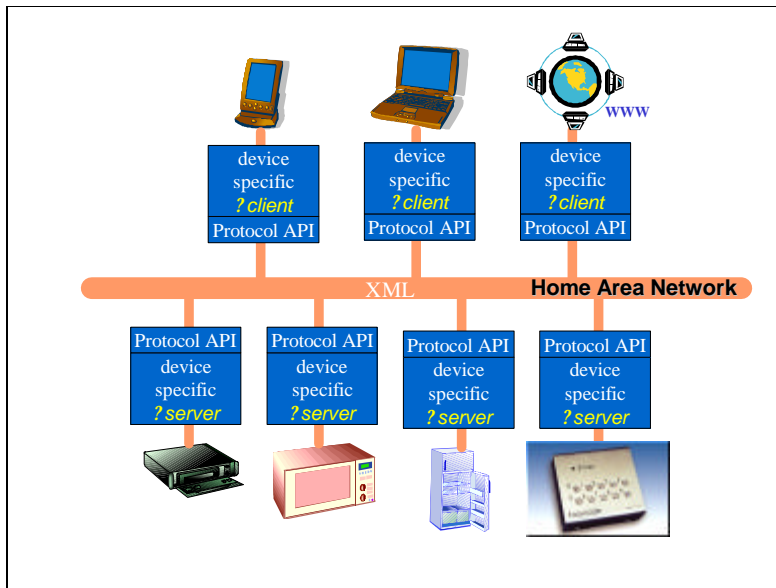 WWW
device
specific
? client
Protocol API
device
specific
? client
Protocol API
device
specific
? client
Protocol API
XML
Home Area Network
Protocol API
device
specific
? server
Protocol API
device
specific
? server
Protocol API
device
specific
? server
Protocol API
device
specific
? server